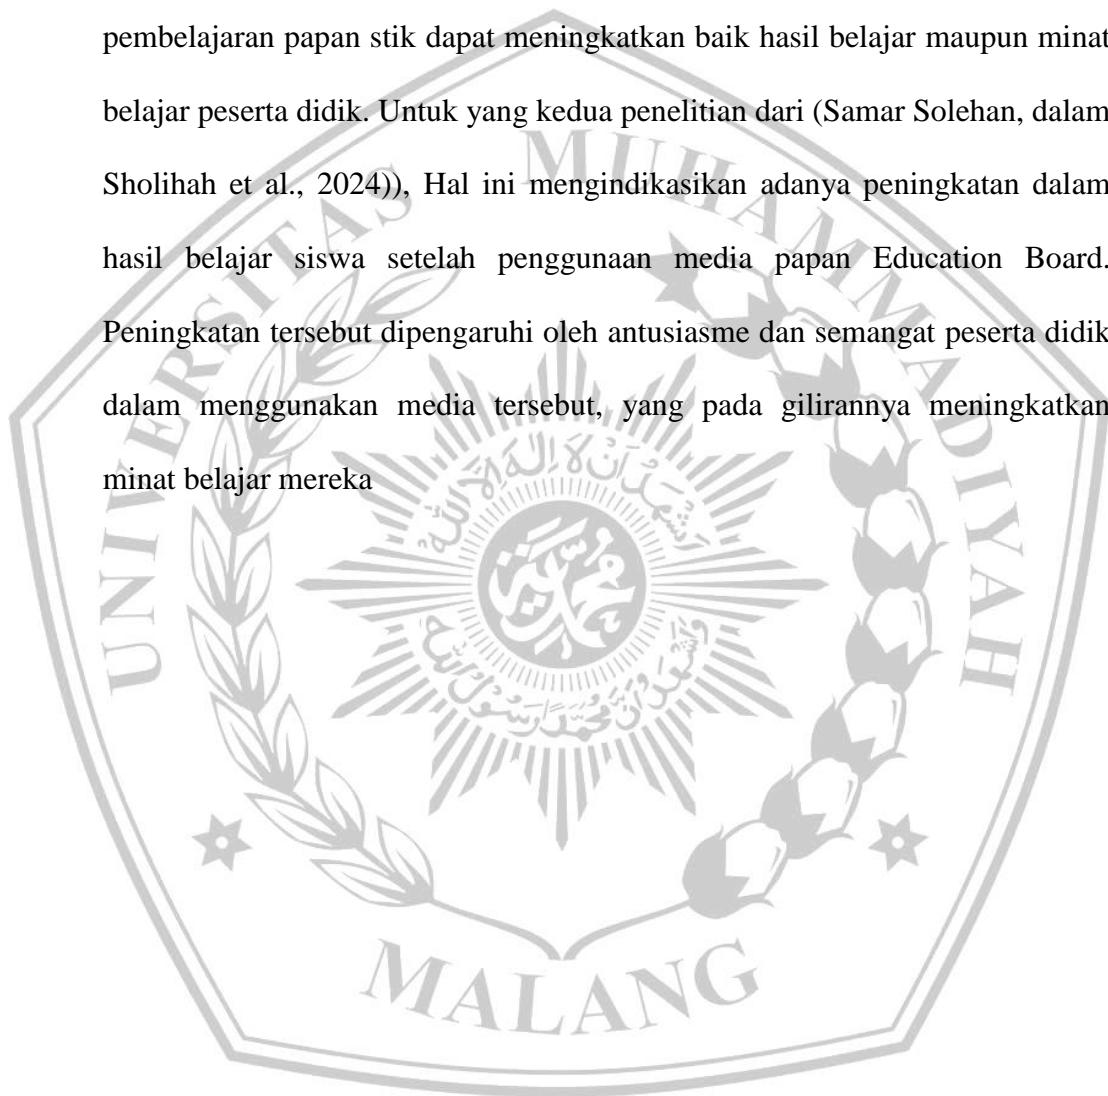 pembelajaran papan stik dapat meningkatkan baik hasil belajar maupun minat
belajar peserta didik. Untuk yang kedua penelitian dari (Samar Solehan, dalam
Sholihah et al., 2024)), Hal ini mengindikasikan adanya peningkatan dalam
hasil belajar siswa setelah penggunaan media papan Education Board.
Peningkatan tersebut dipengaruhi oleh antusiasme dan semangat peserta didik
dalam menggunakan media tersebut, yang pada gilirannya meningkatkan
minat belajar mereka
UNIVERSITAS MUHAMMADIYAH
MALANG